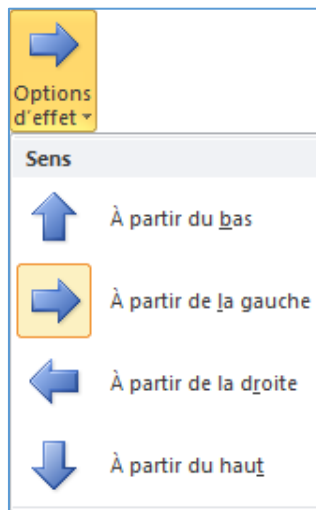 Options
d'effet
Sens
À partir du bas
À partir de la gauche
À partir de la droite
À partir du haut